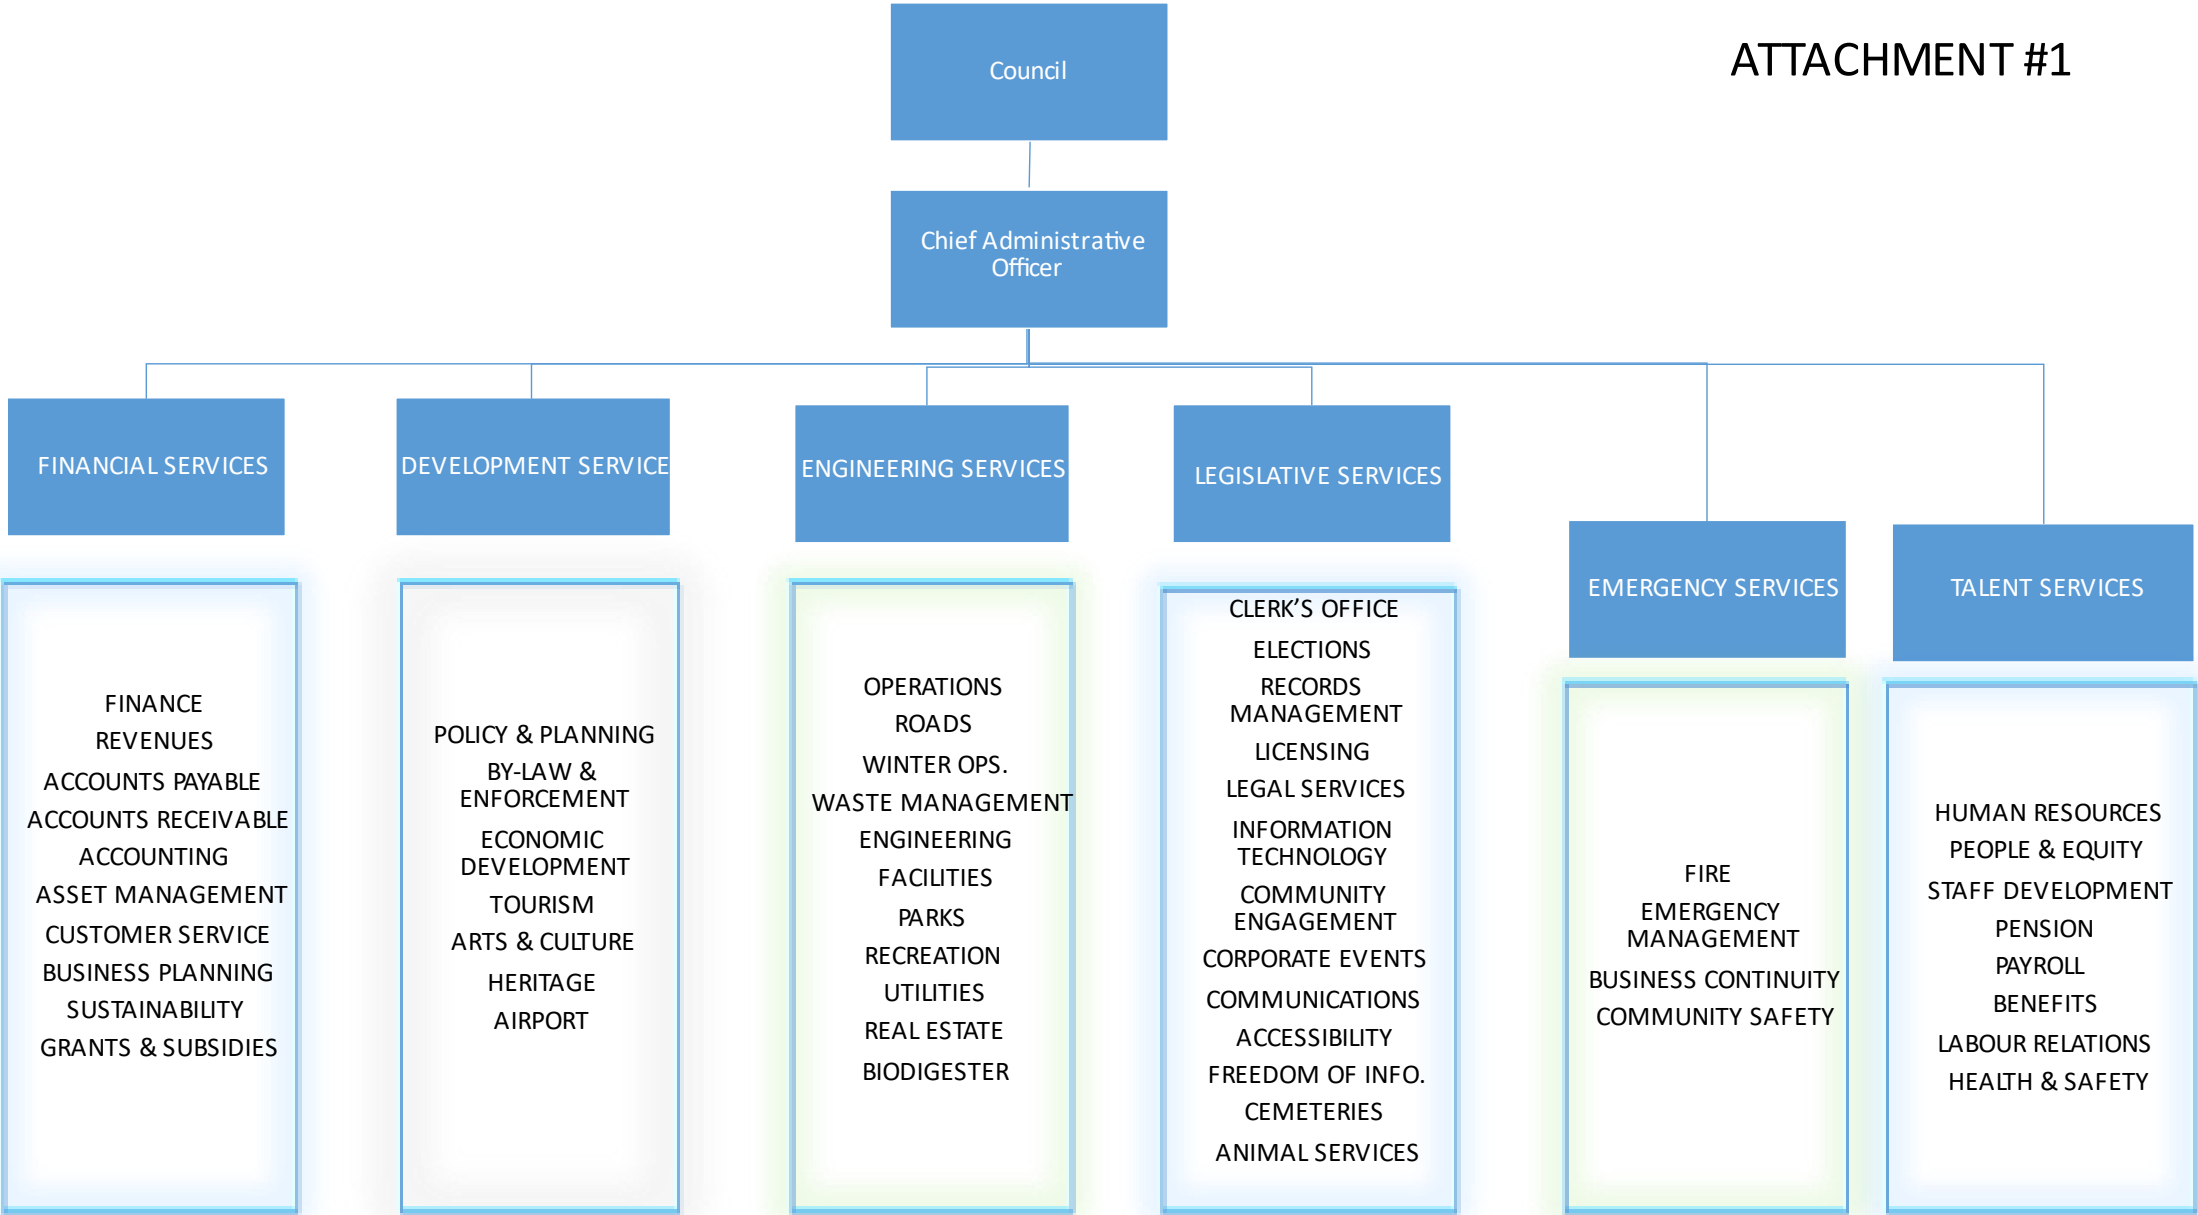 ATTACHMENT #1
Council
Chief Administrative
Officer
FINANCIAL SERVICES
DEVELOPMENT SERVICE
ENGINEERING SERVICES
LEGISLATIVE SERVICES
EMERGENCY SERVICES
TALENT SERVICES
FINANCE
REVENUES
ACCOUNTS PAYABLE
ACCOUNTS RECEIVABLE
ACCOUNTING
ASSET MANAGEMENT
CUSTOMER SERVICE
BUSINESS PLANNING
SUSTAINABILITY
GRANTS & SUBSIDIES
POLICY & PLANNING
BY-LAW &
ENFORCEMENT
ECONOMIC
DEVELOPMENT
TOURISM
ARTS & CULTURE
HERITAGE
AIRPORT
OPERATIONS
ROADS
WINTER OPS.
WASTE MANAGEMENT
ENGINEERING
FACILITIES
PARKS
RECREATION
UTILITIES
REAL ESTATE
BIODIGESTER
CLERK’S OFFICE
ELECTIONS
RECORDS
MANAGEMENT
LICENSING
LEGAL SERVICES
INFORMATION
TECHNOLOGY
COMMUNITY
ENGAGEMENT
CORPORATE EVENTS
COMMUNICATIONS
ACCESSIBILITY
FREEDOM OF INFO.
CEMETERIES
ANIMAL SERVICES
FIRE
EMERGENCY
MANAGEMENT
BUSINESS CONTINUITY
COMMUNITY SAFETY
HUMAN RESOURCES
PEOPLE & EQUITY
STAFF DEVELOPMENT
PENSION
PAYROLL
BENEFITS
LABOUR RELATIONS
HEALTH & SAFETY